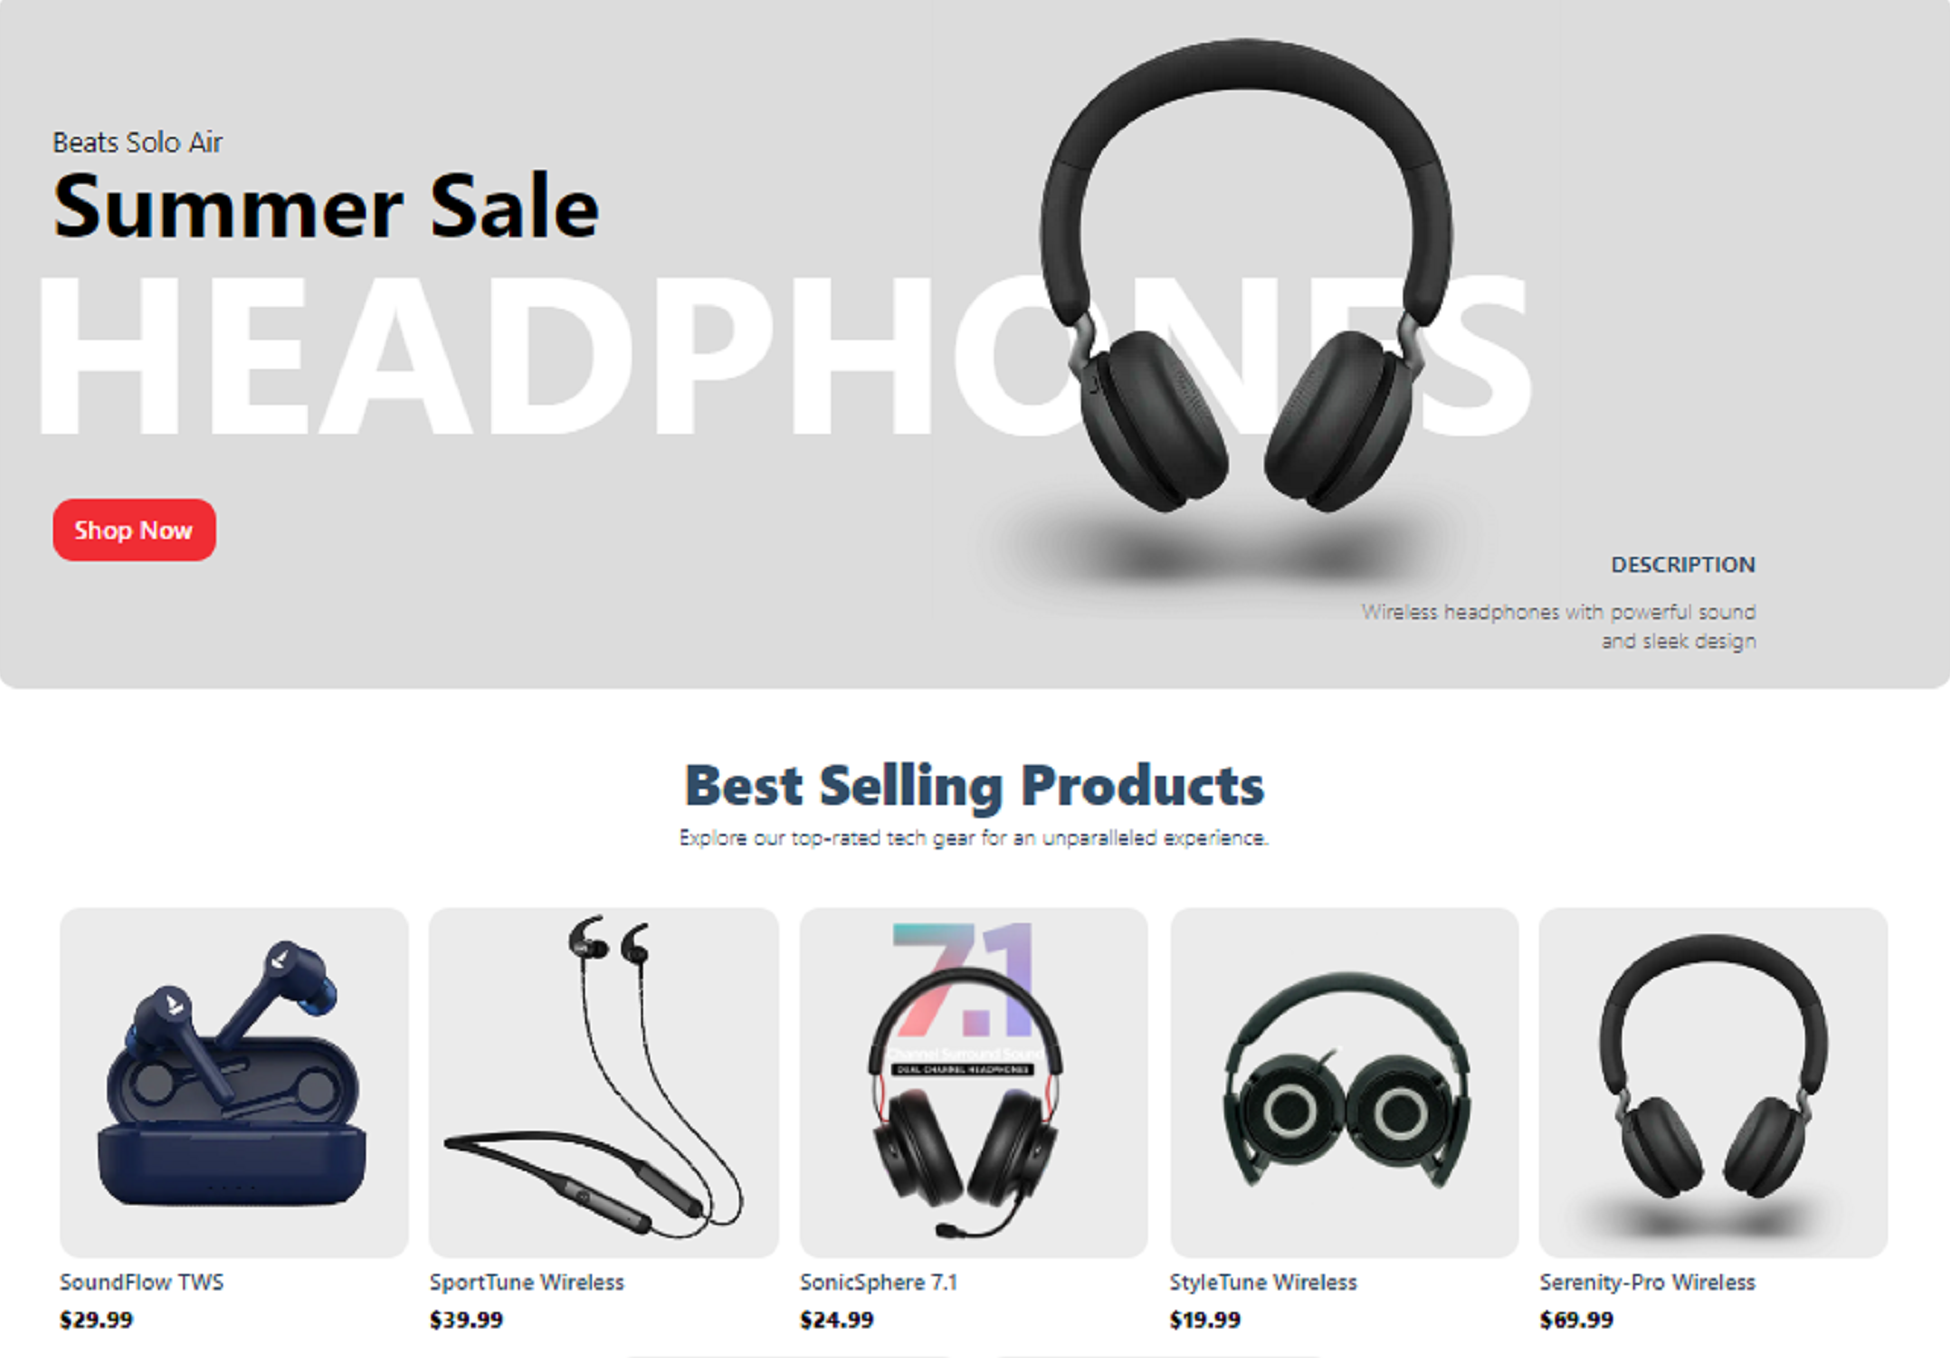 Beats Solo Air
Summer Sale
HEADPHONES
Shop Now
DESCRIPTION
Wireless headphones with powerful sound
and sleek design
Best Selling Products
Explore our top-rated tech gear for an unparalleled experience.
7.1
Channel Surround Sound
DUAL CHANNEL HEADPHONES
SoundFlow TWS
$29.99
SportTune Wireless
$39.99
SonicSphere 7.1
$24.99
StyleTune Wireless
$19.99
Serenity-Pro Wireless
$69.99